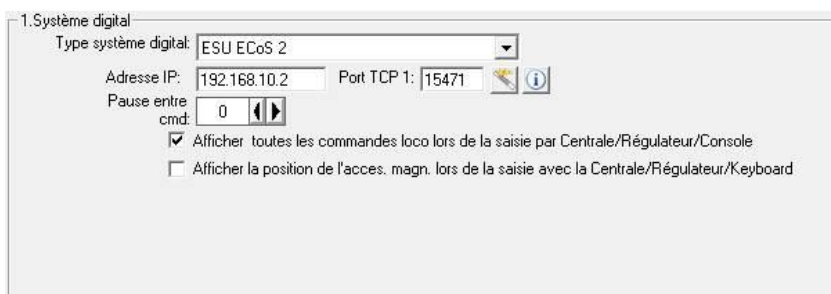 1.Système digital
Type système digital: ESU ECoS 2
Adresse IP: 192.168.10.2 Port TCP 1: 15471
Pause entre
cmd: 0
Afficher toutes les commandes loco lors de la saisie par Centrale/Régulateur/Console
Afficher la position de l'acces. magn. lors de la saisie avec la Centrale/Régulateur/Keyboard